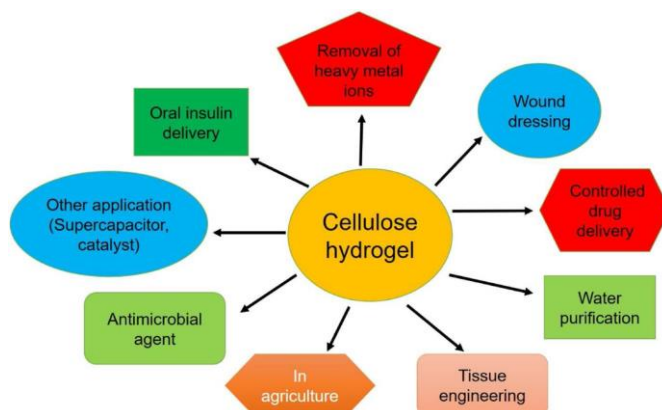 Removal of
heavy metal
ions
Wound
dressing
Oral insulin
delivery
Controlled
drug
delivery
Other application
(Supercapacitor,
catalyst)
Cellulose
hydrogel
Water
purification
Antimicrobial
agent
In
agriculture
Tissue
engineering